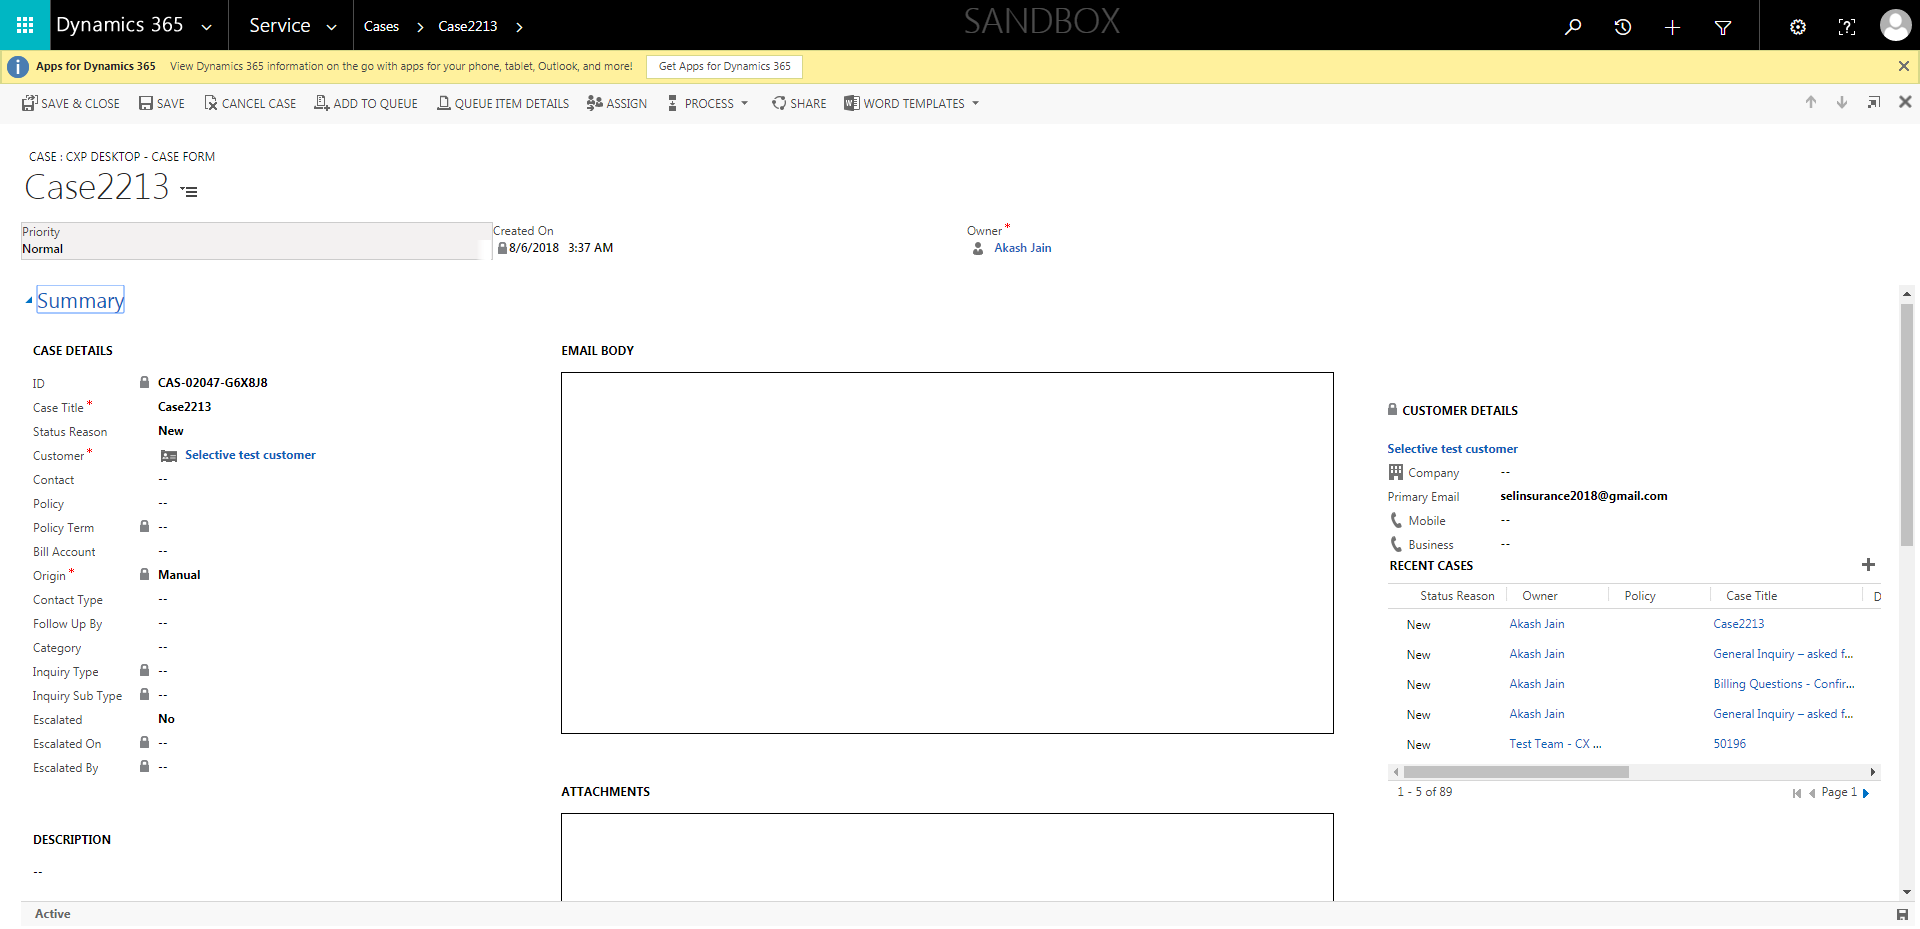 Dynamics 365 Service Cases Case2213 SANDBOX
Apps for Dynamics 365 View Dynamics 365 information on the go with apps for your phone, tablet, Outlook, and more! Get Apps for Dynamics 365
SAVE & CLOSE SAVE CANCEL CASE ADD TO QUEUE QUEUE ITEM DETAILS ASSIGN PROCESS SHARE WORD TEMPLATES
CASE : CXP DESKTOP - CASE FORM
Case2213
Priority
Normal
Created On
8/6/2018 3:37 AM
Owner*
Akash Jain
Summary
CASE DETAILS
ID CAS-02047-G6X8J8
Case Title* Case2213
Status Reason New
Customer* Selective test customer
Contact --
Policy --
Policy Term --
Bill Account --
Origin* Manual
Contact Type --
Follow Up By --
Category --
Inquiry Type --
Inquiry Sub Type --
Escalated No
Escalated On --
Escalated By --
DESCRIPTION
--
EMAIL BODY
ATTACHMENTS
CUSTOMER DETAILS
Selective test customer
Company --
Primary Email selinsurance2018@gmail.com
Mobile --
Business --
RECENT CASES
Status Reason Owner Policy Case Title D
New Akash Jain Case2213
New Akash Jain General Inquiry – asked f...
New Akash Jain Billing Questions - Confir...
New Akash Jain General Inquiry – asked f...
New Test Team - CX ... 50196
1 - 5 of 89 Page 1
Active